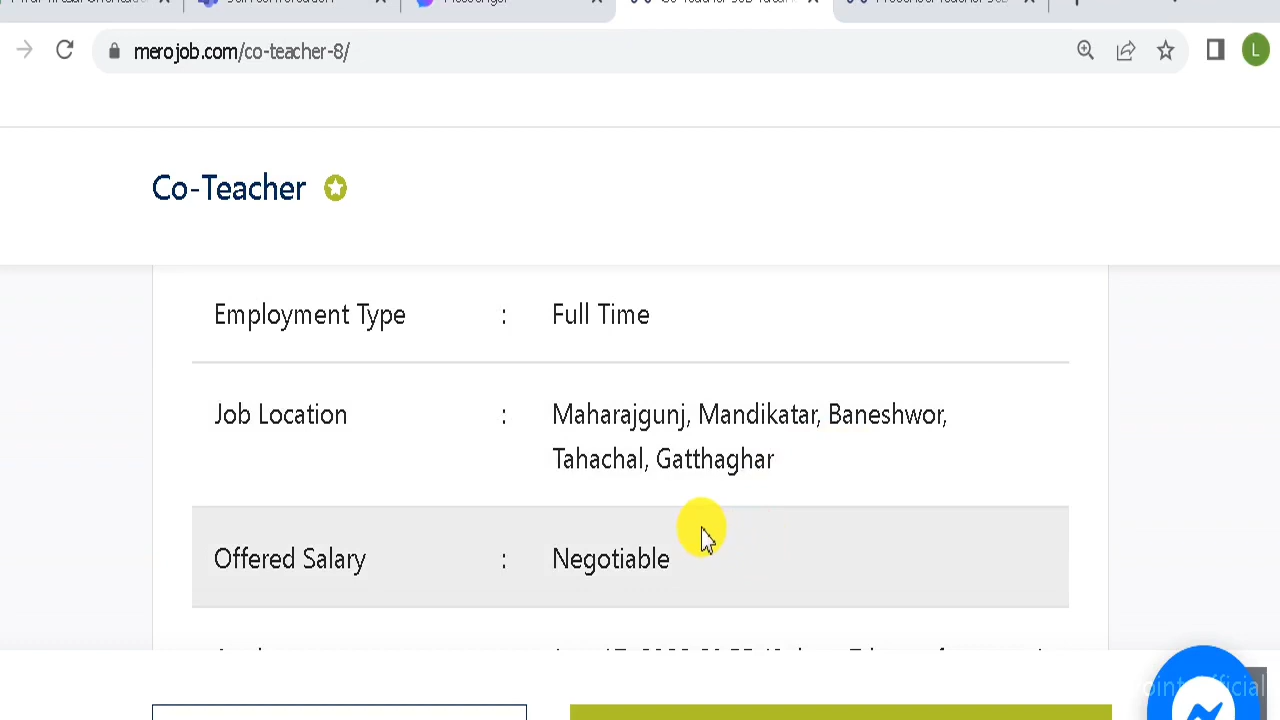 merojob.com/co-teacher-8/
L
Co-Teacher
Employment Type : Full Time
Job Location : Maharajgunj, Mandikatar, Baneshwor,
Tahachal, Gatthaghar
Offered Salary : Negotiable
official